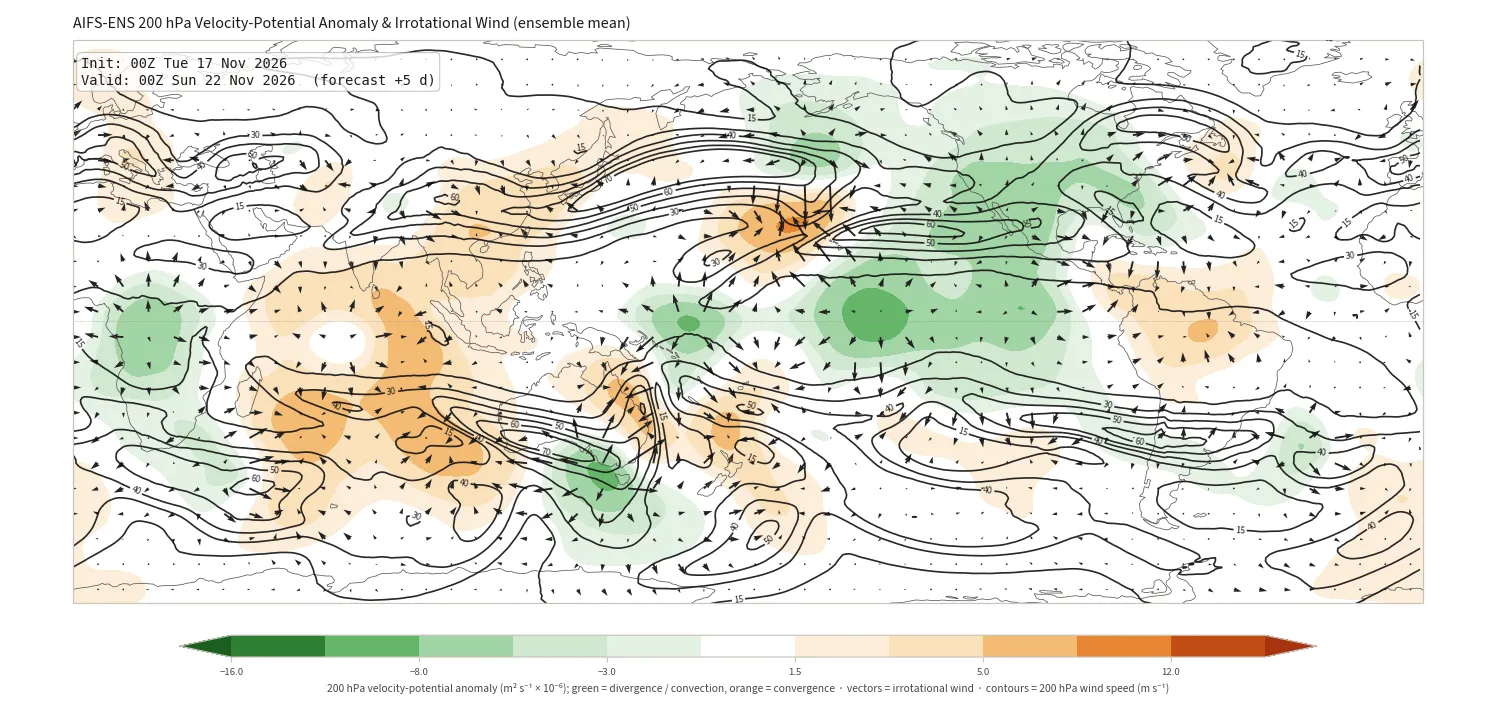 AIFS-ENS 200 hPa Velocity-Potential Anomaly & Irrotational Wind (ensemble mean)
Init: 00Z Tue 17 Nov 2026
Valid: 00Z Sun 22 Nov 2026  (forecast +5 d)
−16.0 −8.0 −3.0 1.5 5.0 12.0
200 hPa velocity-potential anomaly (m² s⁻¹ × 10⁻⁶); green = divergence / convection, orange = convergence · vectors = irrotational wind · contours = 200 hPa wind speed (m s⁻¹)